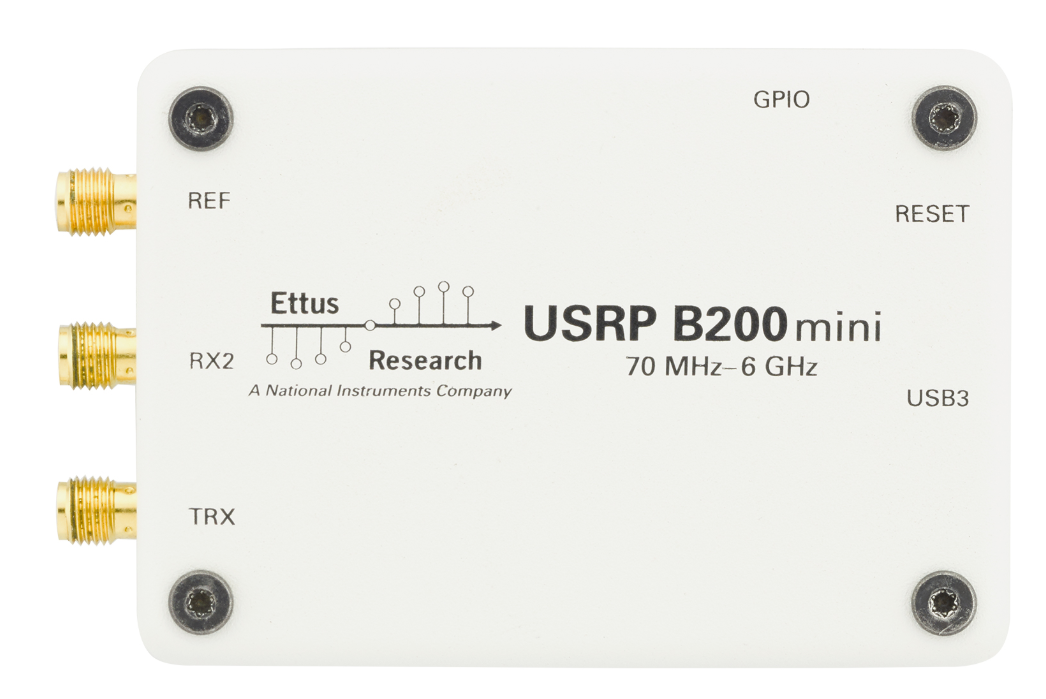 GPIO
REF
RESET
Ettus
Research
A National Instruments Company
USRP B200mini
70 MHz–6 GHz
RX2
USB3
TRX